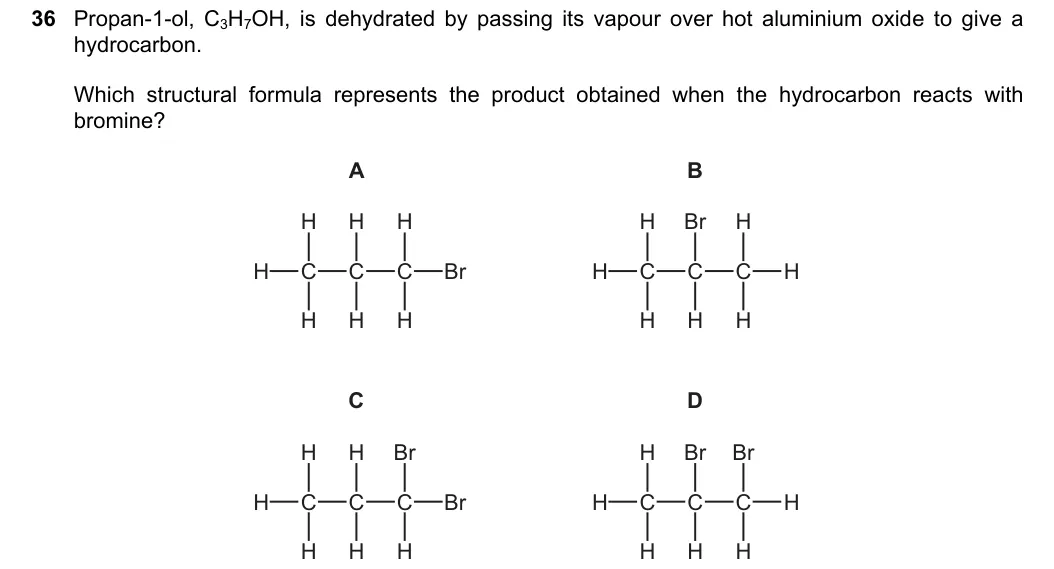 36 Propan-1-ol, C₃H₇OH, is dehydrated by passing its vapour over hot aluminium oxide to give a
hydrocarbon.
Which structural formula represents the product obtained when the hydrocarbon reacts with
bromine?
A B
H H H H Br H
H—C—C—C—Br H—C—C—C—H
H H H H H H
C D
H H Br H Br Br
H—C—C—C—Br H—C—C—C—H
H H H H H H